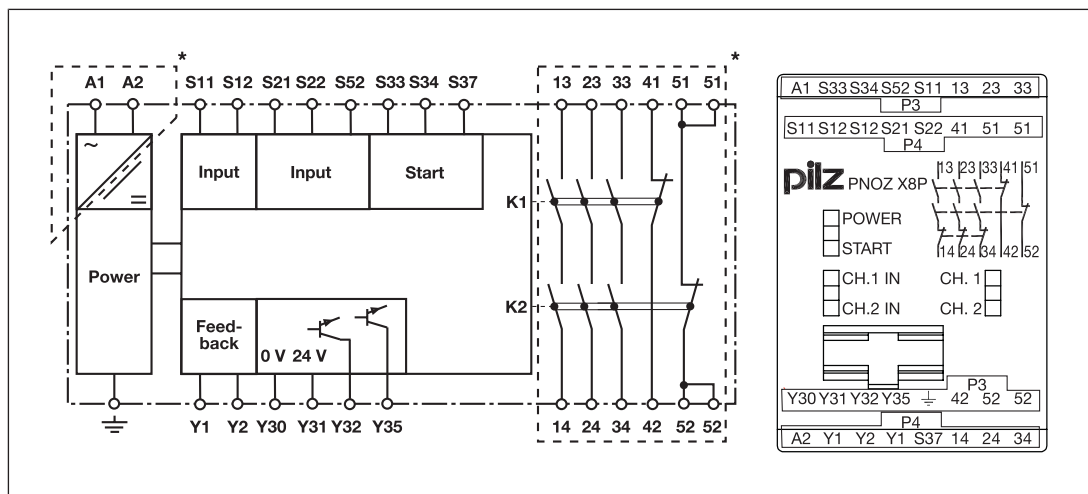 * *
A1 A2 S11 S12 S21 S22 S52 S33 S34 S37 13 23 33 41 51 51
~
=
Input Input Start
K1
Power
K2
Feed-
back
0 V 24 V
Y1 Y2 Y30 Y31 Y32 Y35 14 24 34 42 52 52
A1 S33 S34 S52 S11 13 23 33
P3
S11 S12 S12 S21 S22 41 51 51
P4
pilz PNOZ X8P
13 23 33 41 51
POWER
START
14 24 34 42 52
CH.1 IN CH. 1
CH.2 IN CH. 2
P3
Y30 Y31 Y32 Y35 ⏚ 42 52 52
P4
A2 Y1 Y2 Y1 S37 14 24 34